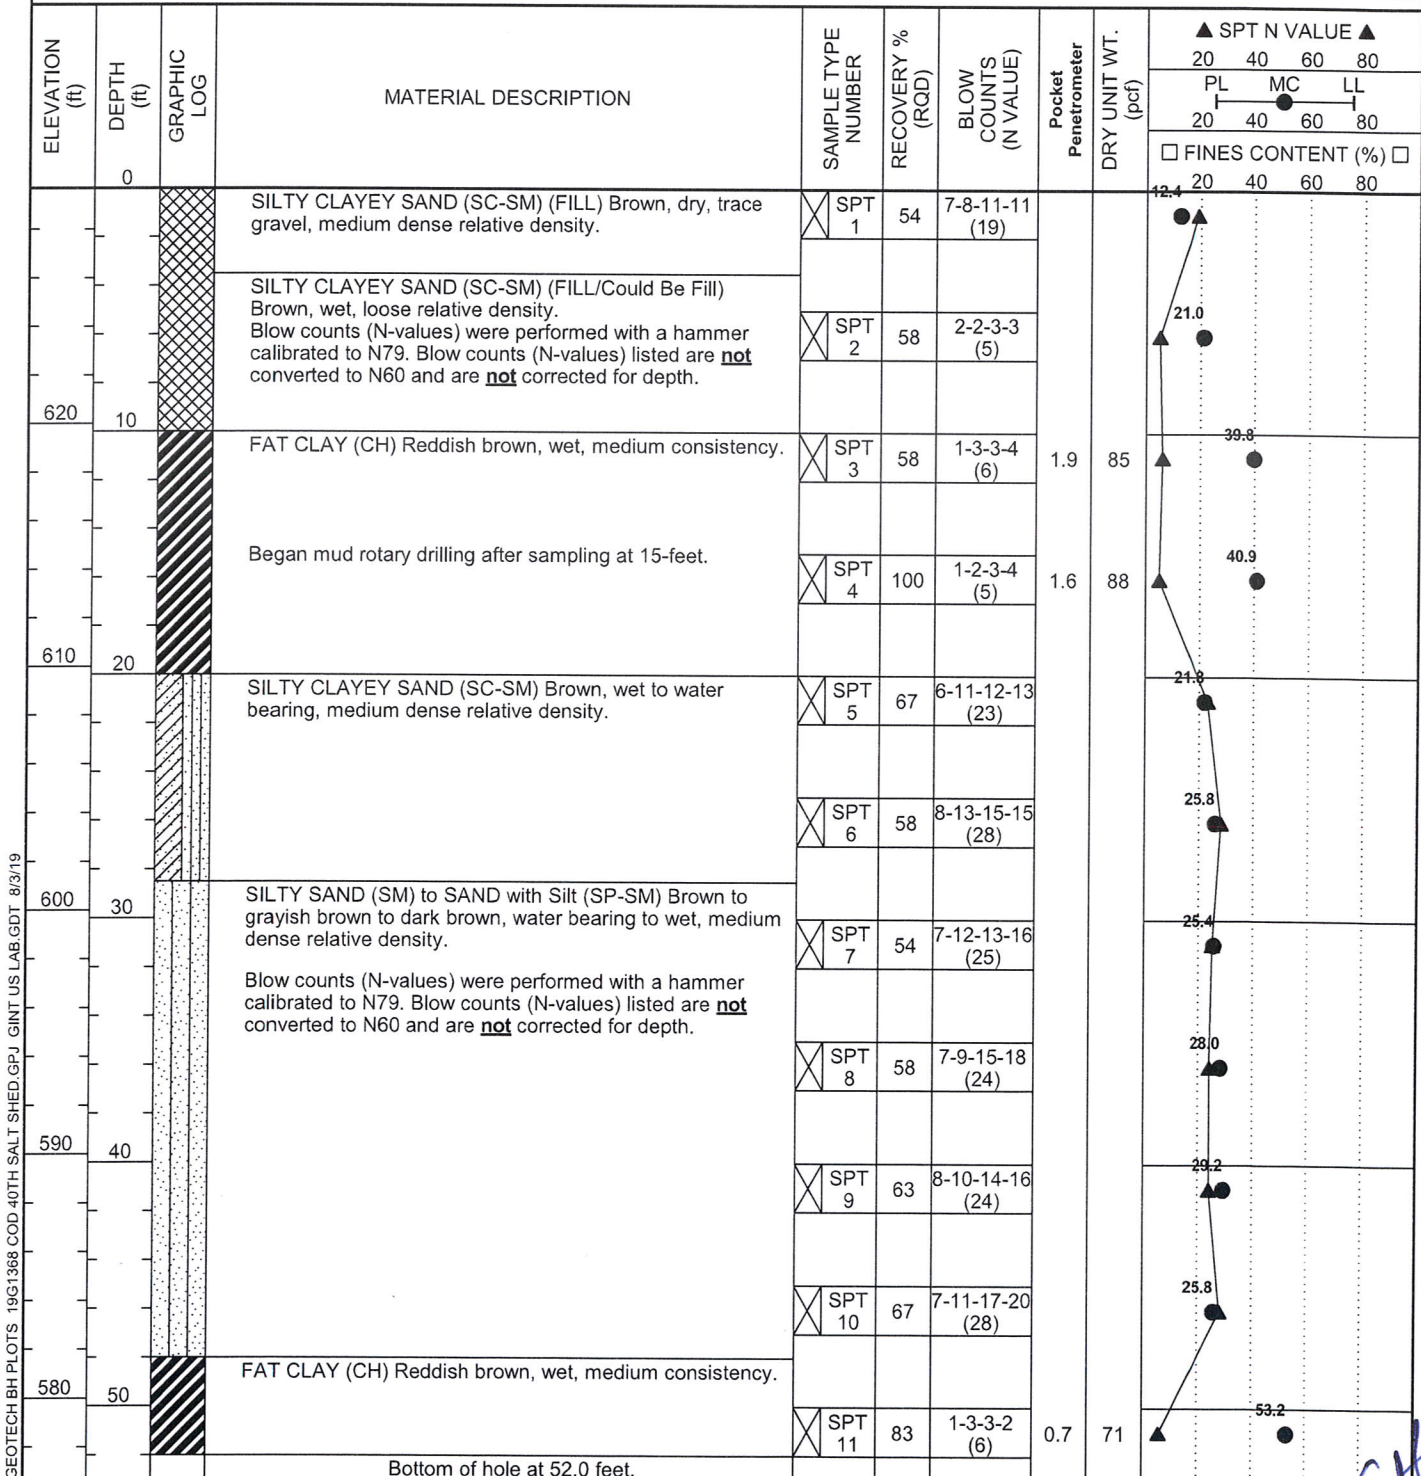 ELEVATION (ft)
DEPTH (ft)
GRAPHIC LOG
MATERIAL DESCRIPTION
SAMPLE TYPE NUMBER
RECOVERY % (RQD)
BLOW COUNTS (N VALUE)
Pocket Penetrometer
DRY UNIT WT. (pcf)
▲ SPT N VALUE ▲
20 40 60 80
PL MC LL
20 40 60 80
□ FINES CONTENT (%) □
20 40 60 80
0
SILTY CLAYEY SAND (SC-SM) (FILL) Brown, dry, trace
gravel, medium dense relative density.
SPT 1
54
7-8-11-11
(19)
12.4
SILTY CLAYEY SAND (SC-SM) (FILL/Could Be Fill)
Brown, wet, loose relative density.
Blow counts (N-values) were performed with a hammer
calibrated to N79. Blow counts (N-values) listed are not
converted to N60 and are not corrected for depth.
SPT 2
58
2-2-3-3
(5)
21.0
620
10
FAT CLAY (CH) Reddish brown, wet, medium consistency.
SPT 3
58
1-3-3-4
(6)
1.9
85
39.8
Began mud rotary drilling after sampling at 15-feet.
SPT 4
100
1-2-3-4
(5)
1.6
88
40.9
610
20
SILTY CLAYEY SAND (SC-SM) Brown, wet to water
bearing, medium dense relative density.
SPT 5
67
6-11-12-13
(23)
21.8
SPT 6
58
8-13-15-15
(28)
25.8
600
30
SILTY SAND (SM) to SAND with Silt (SP-SM) Brown to
grayish brown to dark brown, water bearing to wet, medium
dense relative density.
SPT 7
54
7-12-13-16
(25)
25.4
Blow counts (N-values) were performed with a hammer
calibrated to N79. Blow counts (N-values) listed are not
converted to N60 and are not corrected for depth.
SPT 8
58
7-9-15-18
(24)
28.0
590
40
SPT 9
63
8-10-14-16
(24)
29.2
SPT 10
67
7-11-17-20
(28)
25.8
FAT CLAY (CH) Reddish brown, wet, medium consistency.
580
50
SPT 11
83
1-3-3-2
(6)
0.7
71
53.2
Bottom of hole at 52.0 feet.
GEOTECH BH PLOTS 19G1368 COD 40TH SALT SHED.GPJ GINT US LAB.GDT 8/3/19